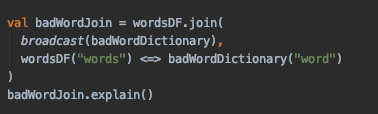 val badWordJoin = wordsDF.join(
broadcast(badWordDictionary),
wordsDF("words") <=> badWordDictionary("word")
)
badWordJoin.explain()